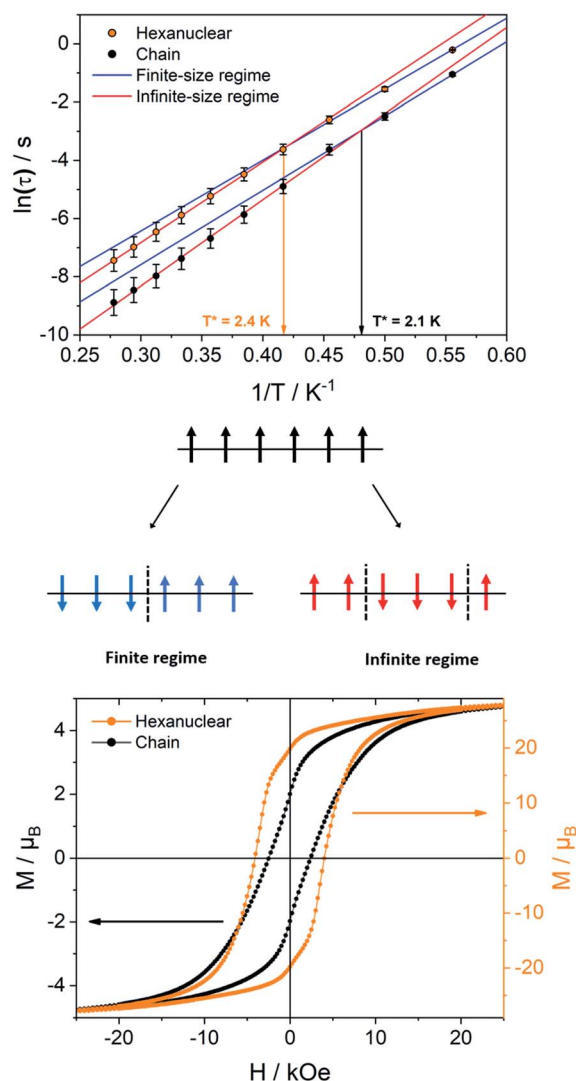 Hexanuclear
Chain
Finite-size regime
Infinite-size regime
ln(τ) / s
0
-2
-4
-6
-8
-10
T* = 2.4 K
T* = 2.1 K
0.25 0.30 0.35 0.40 0.45 0.50 0.55 0.60
1/T / K⁻¹
Finite regime
Infinite regime
Hexanuclear
Chain
M / μB
4
2
0
-2
-4
20
10
0
-10
-20
M / μB
-20 -10 0 10 20
H / kOe